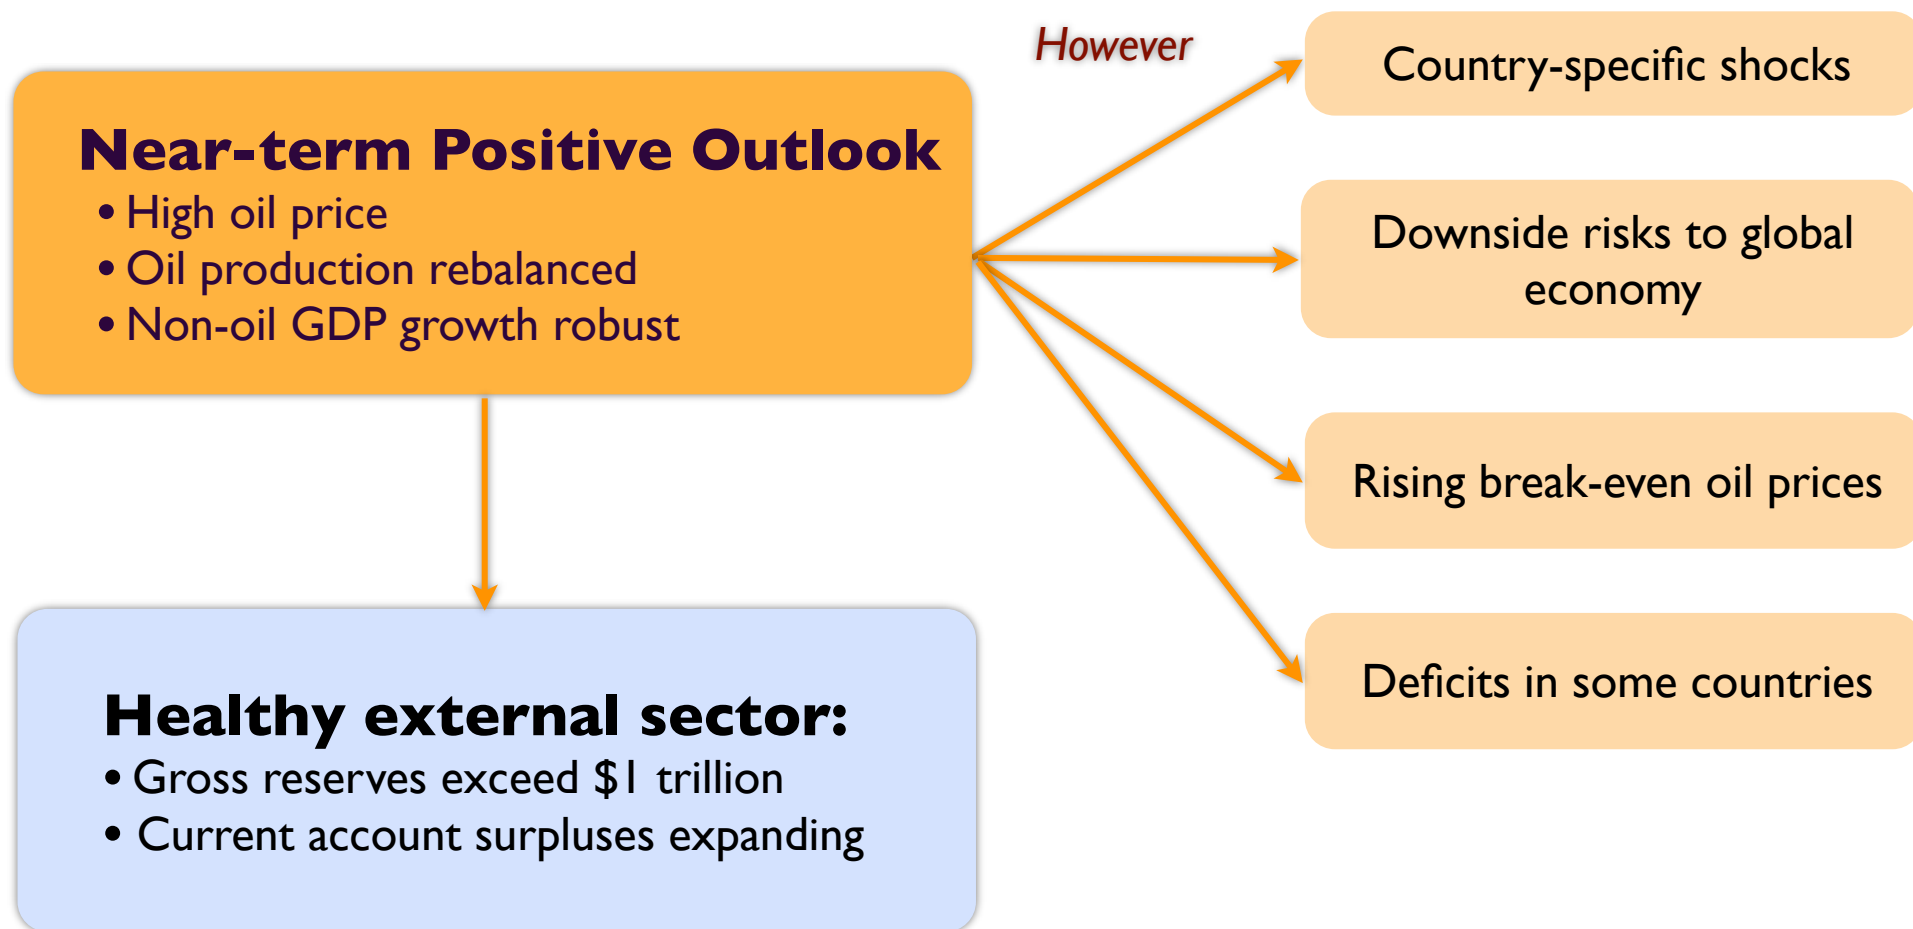 Near-term Positive Outlook
• High oil price
• Oil production rebalanced
• Non-oil GDP growth robust
However
Country-specific shocks
Downside risks to global
economy
Rising break-even oil prices
Deficits in some countries
Healthy external sector:
• Gross reserves exceed $1 trillion
• Current account surpluses expanding